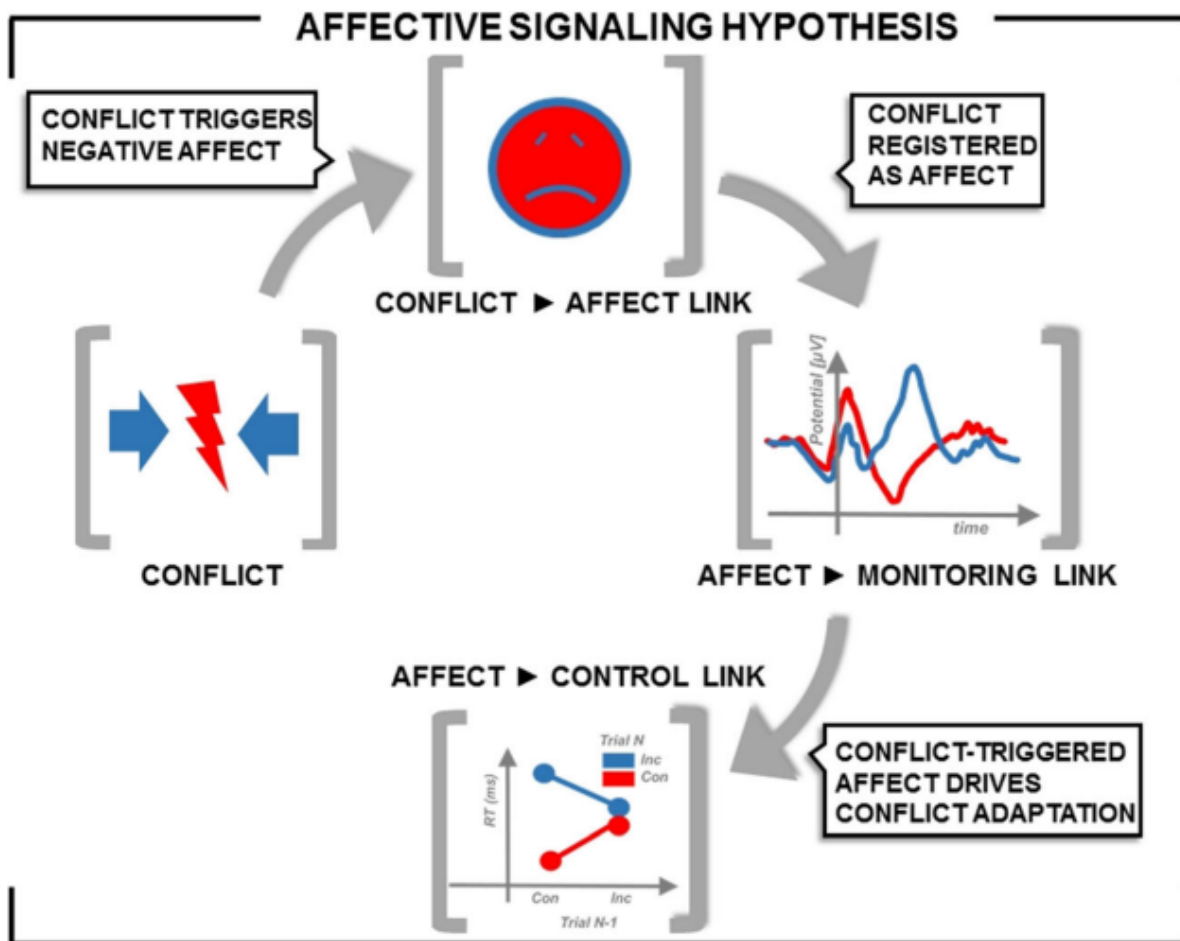 AFFECTIVE SIGNALING HYPOTHESIS
CONFLICT TRIGGERS
NEGATIVE AFFECT
CONFLICT
REGISTERED
AS AFFECT
CONFLICT ► AFFECT LINK
CONFLICT
Potential [µV]
time
AFFECT ► MONITORING LINK
AFFECT ► CONTROL LINK
Trial N
Inc
Con
RT (ms)
Con Inc
Trial N-1
CONFLICT-TRIGGERED
AFFECT DRIVES
CONFLICT ADAPTATION